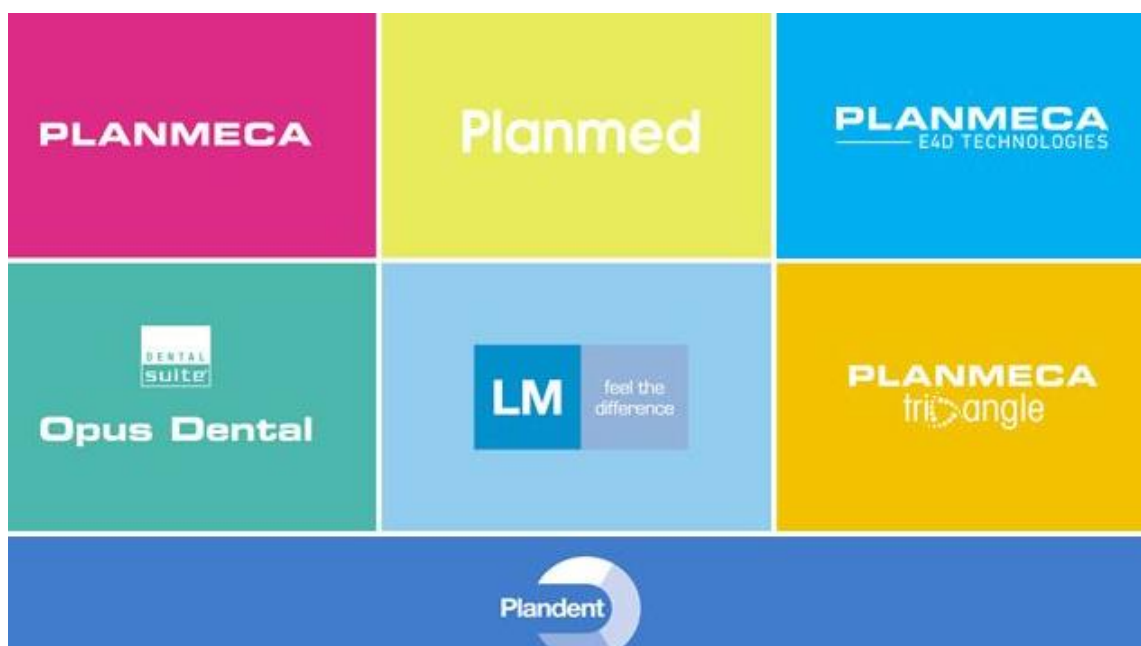 PLANMECA
Planmed
PLANMECA
E4D TECHNOLOGIES
DENTAL
suite
Opus Dental
LM
feel the
difference
PLANMECA
triangle
Plandent